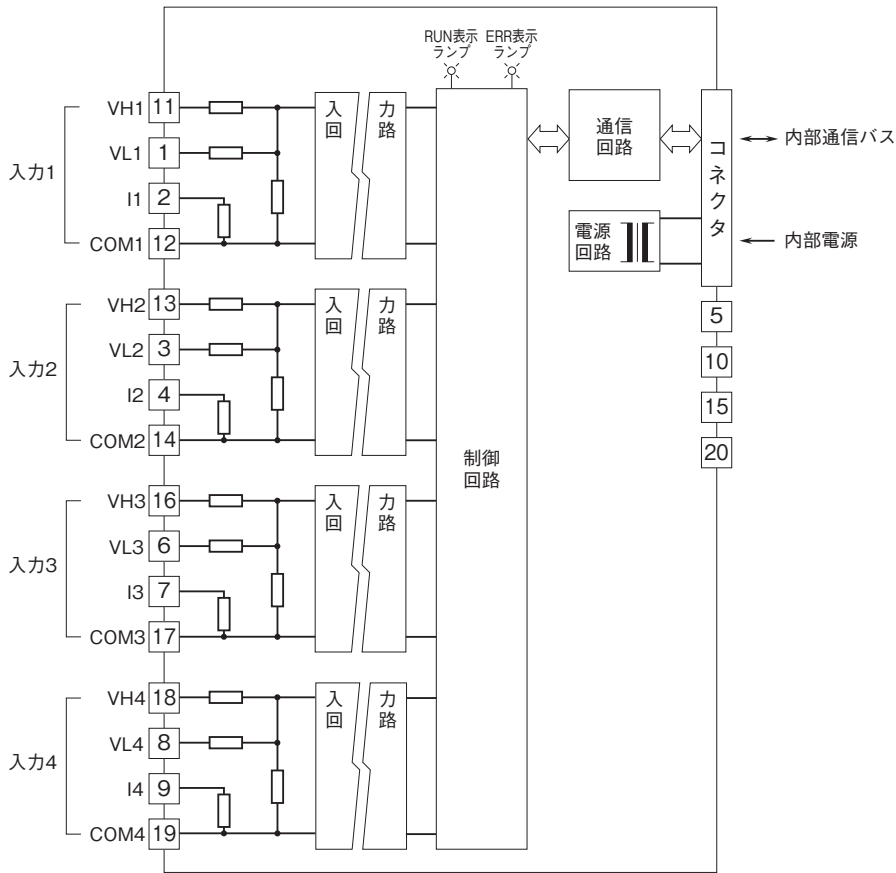 RUN表示
ランプ
ERR表示
ランプ
入力1
VH1 11
VL1 1
I1 2
COM1 12
入力
回路
入力2
VH2 13
VL2 3
I2 4
COM2 14
入力
回路
入力3
VH3 16
VL3 6
I3 7
COM3 17
入力
回路
入力4
VH4 18
VL4 8
I4 9
COM4 19
入力
回路
制御
回路
通信
回路
電源
回路
コネクタ
内部通信バス
内部電源
5
10
15
20